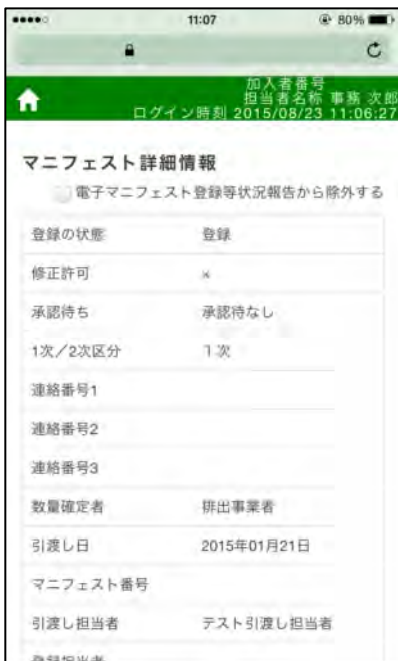 11:07
80%
加入者番号
担当者名称 事務 次郎
ログイン時刻 2015/08/23 11:06:27
マニフェスト詳細情報
電子マニフェスト登録等状況報告から除外する
登録の状態 登録
修正許可 ×
承認待ち 承認待なし
1次/2次区分 1次
連絡番号1
連絡番号2
連絡番号3
数量確定者 排出事業者
引渡し日 2015年01月21日
マニフェスト番号
引渡し担当者 テスト引渡し担当者
登録担当者